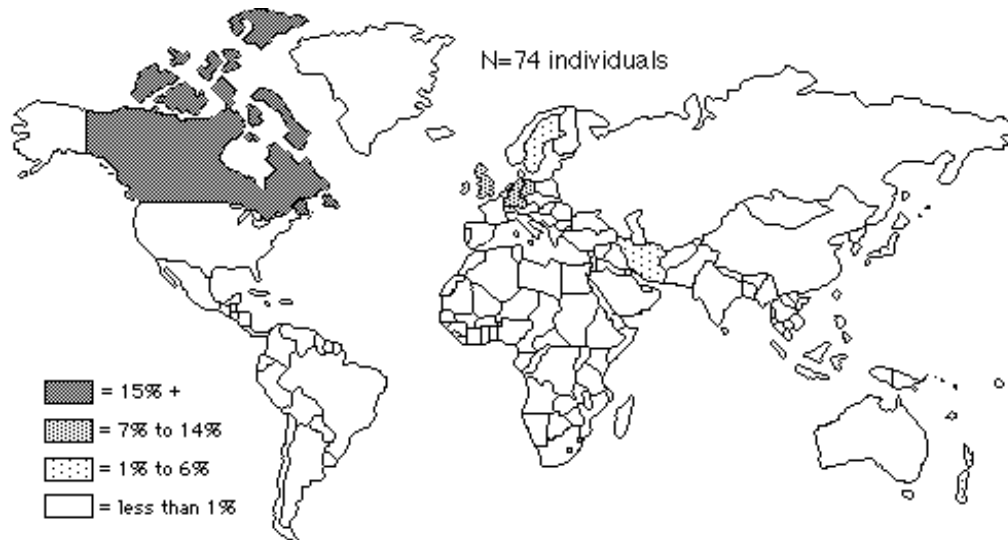 N=74 individuals
= 15% +
= 7% to 14%
= 1% to 6%
= less than 1%